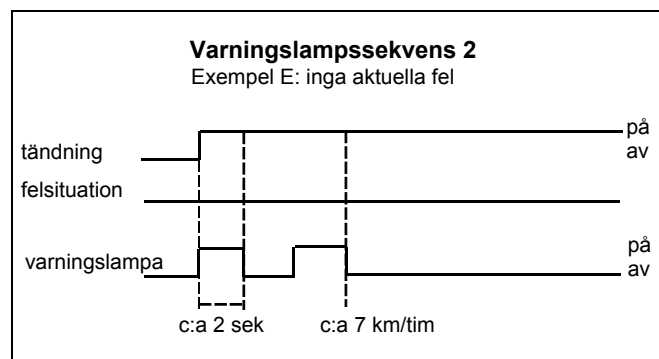 Varningslampssekvens 2
Exempel E: inga aktuella fel
på
tändning
av
felsituation
på
varningslampa
av
c:a 2 sek
c:a 7 km/tim